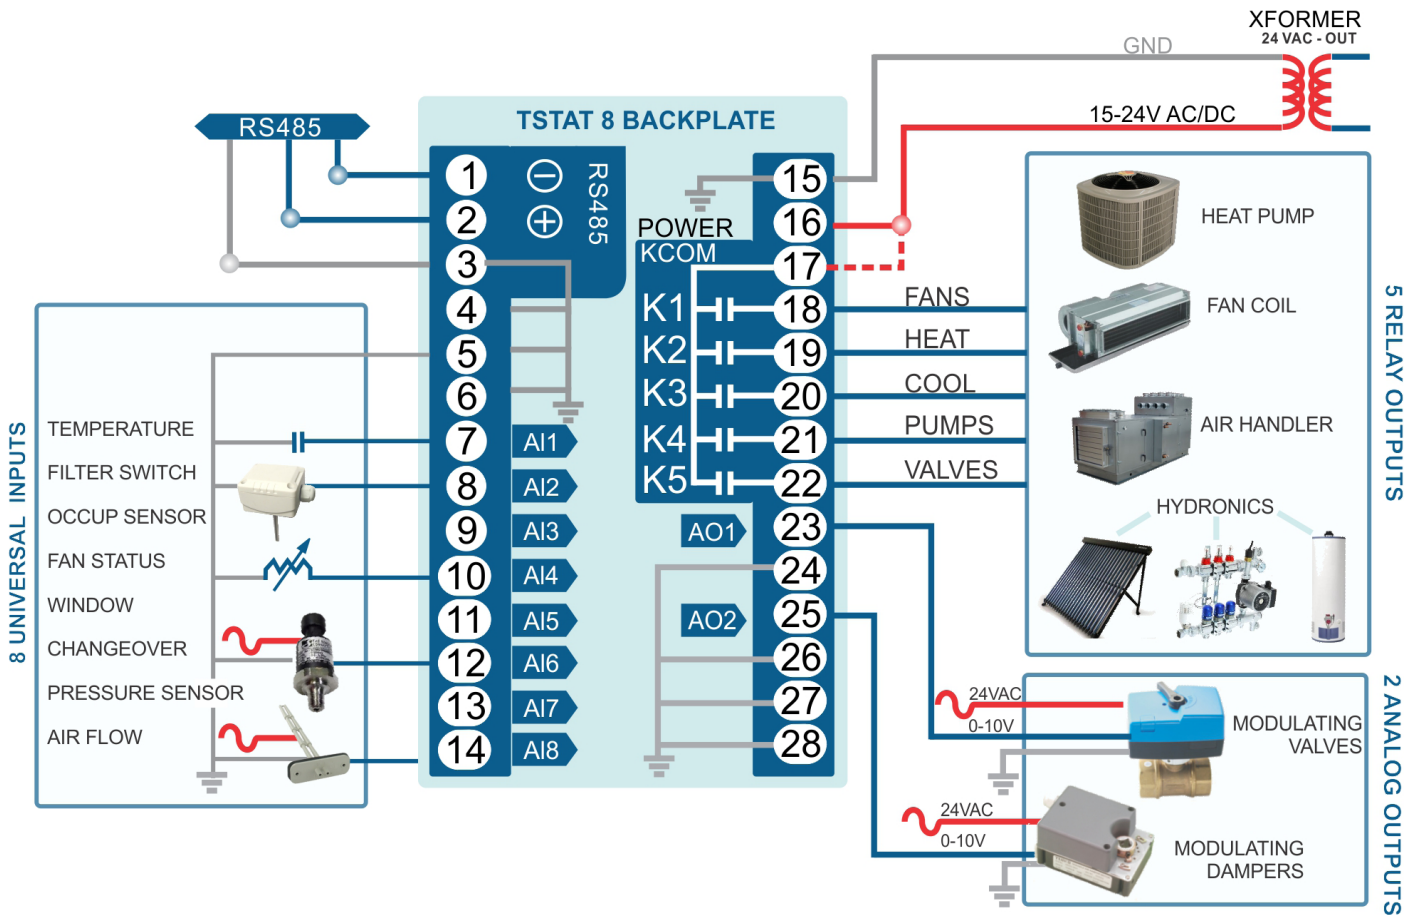 XFORMER
24 VAC - OUT
GND
15-24V AC/DC
RS485
TSTAT 8 BACKPLATE
1
2
3
4
5
6
7
8
9
10
11
12
13
14
RS485
AI1
AI2
AI3
AI4
AI5
AI6
AI7
AI8
POWER
KCOM
K1
K2
K3
K4
K5
AO1
AO2
15
16
17
18
19
20
21
22
23
24
25
26
27
28
FANS
HEAT
COOL
PUMPS
VALVES
HEAT PUMP
FAN COIL
AIR HANDLER
HYDRONICS
5 RELAY OUTPUTS
8 UNIVERSAL INPUTS
TEMPERATURE
FILTER SWITCH
OCCUP SENSOR
FAN STATUS
WINDOW
CHANGEOVER
PRESSURE SENSOR
AIR FLOW
24VAC
0-10V
MODULATING
VALVES
24VAC
0-10V
MODULATING
DAMPERS
2 ANALOG OUTPUTS